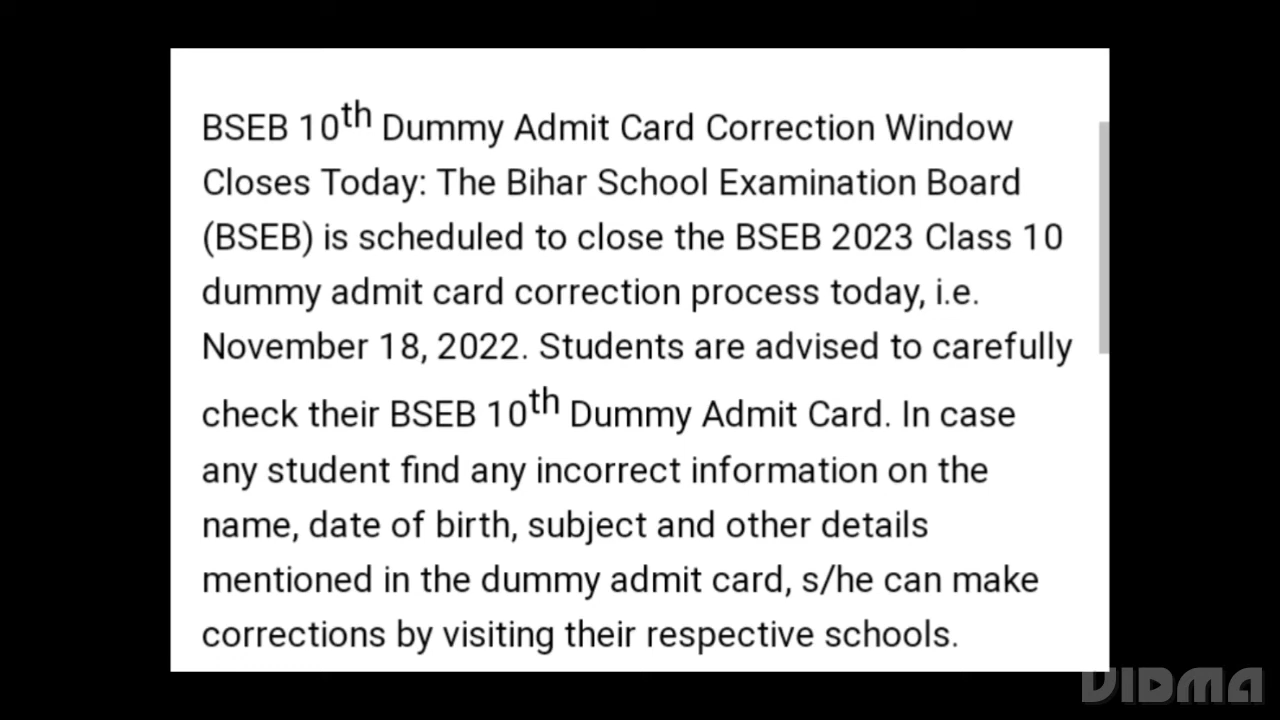 BSEB 10th Dummy Admit Card Correction Window
Closes Today: The Bihar School Examination Board
(BSEB) is scheduled to close the BSEB 2023 Class 10
dummy admit card correction process today, i.e.
November 18, 2022. Students are advised to carefully
check their BSEB 10th Dummy Admit Card. In case
any student find any incorrect information on the
name, date of birth, subject and other details
mentioned in the dummy admit card, s/he can make
corrections by visiting their respective schools.
VIDMA